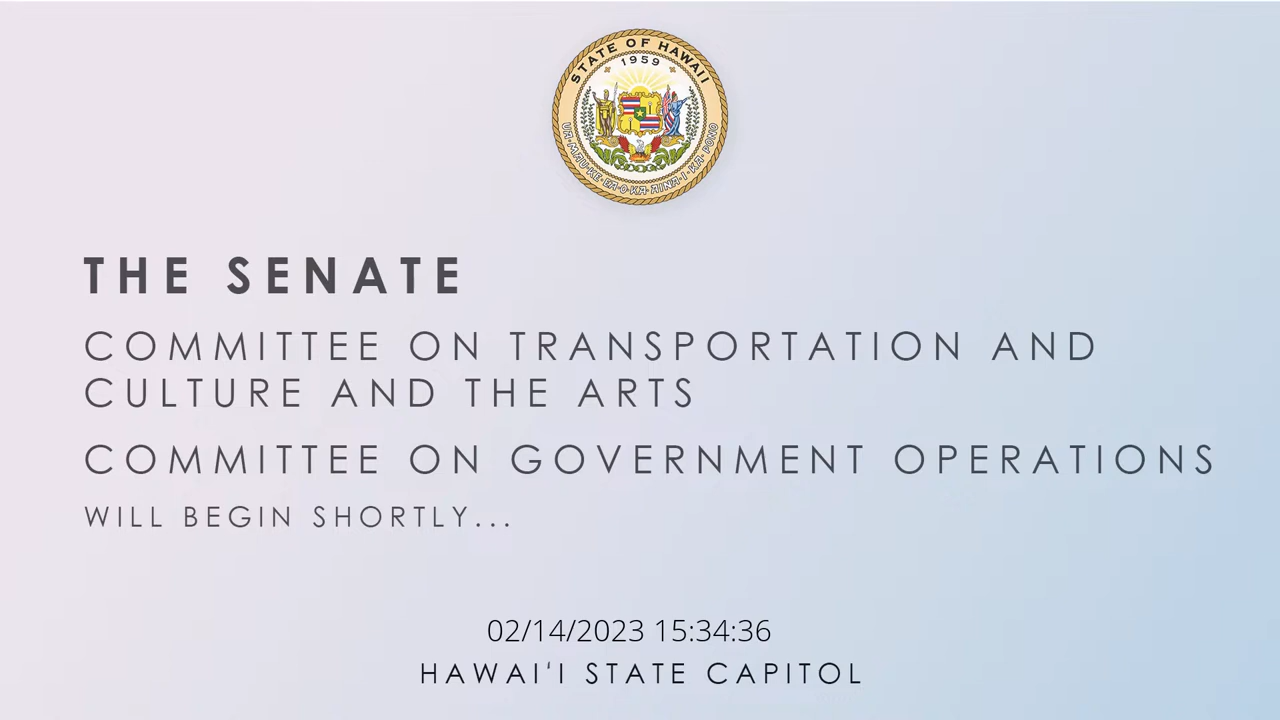 STATE OF HAWAII
1959
UA·MAU·KE·EA·O·KA·AINA·I·KA·PONO
THE SENATE
COMMITTEE ON TRANSPORTATION AND
CULTURE AND THE ARTS
COMMITTEE ON GOVERNMENT OPERATIONS
WILL BEGIN SHORTLY...
02/14/2023 15:34:36
HAWAIʻI STATE CAPITOL